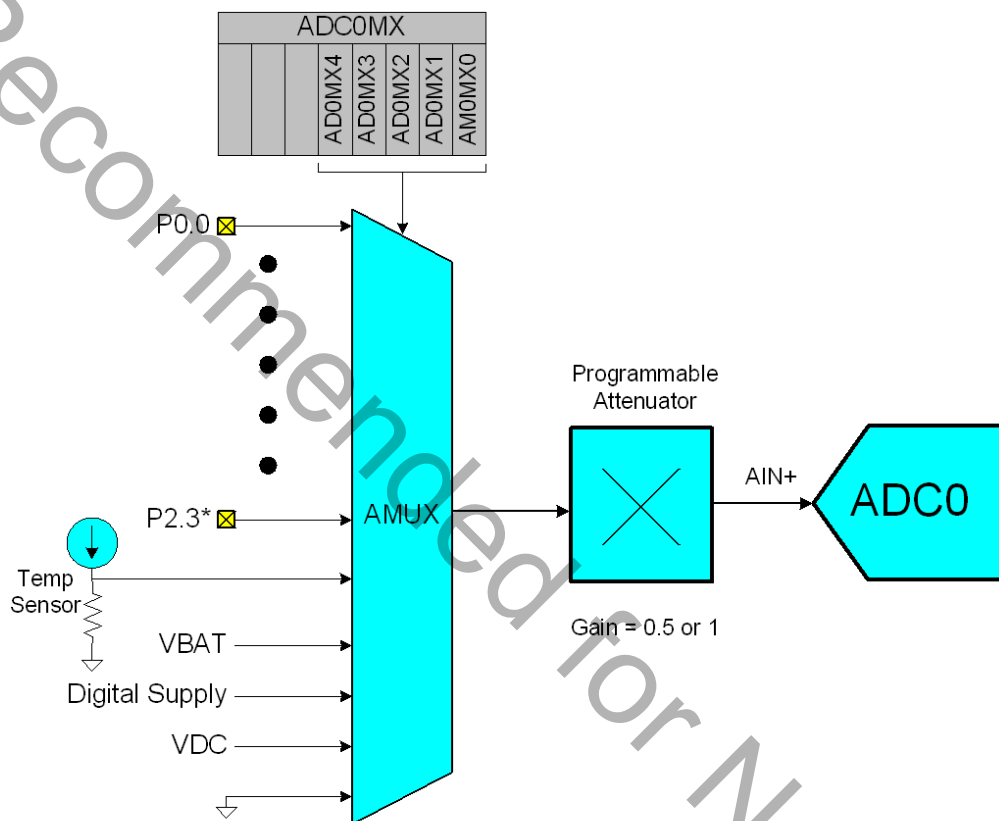 ADC0MX
AD0MX4
AD0MX3
AD0MX2
AD0MX1
AM0MX0
P0.0
P2.3*
AMUX
Temp
Sensor
VBAT
Digital Supply
VDC
Programmable
Attenuator
Gain = 0.5 or 1
AIN+
ADC0
Recommended for N